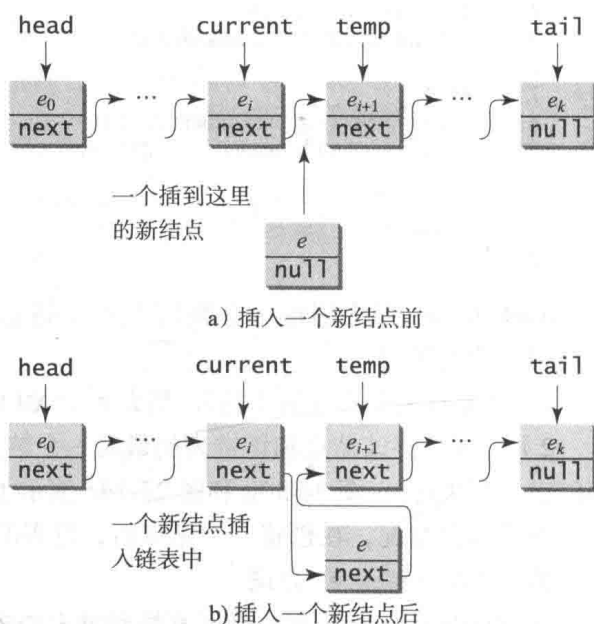 head current temp tail
e0 … ei ei+1 … ek
next next next null
一个插到这里
的新结点
e
null
a) 插入一个新结点前
head current temp tail
e0 … ei ei+1 … ek
next next next null
一个新结点插
入链表中
e
next
b) 插入一个新结点后